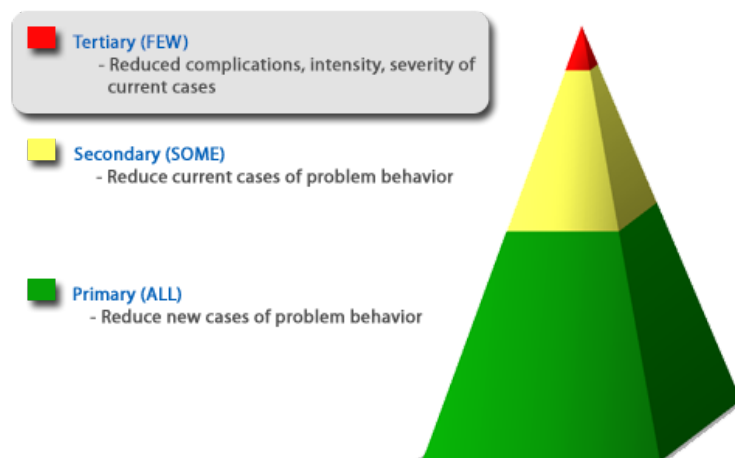 Tertiary (FEW)
- Reduced complications, intensity, severity of
current cases
Secondary (SOME)
- Reduce current cases of problem behavior
Primary (ALL)
- Reduce new cases of problem behavior